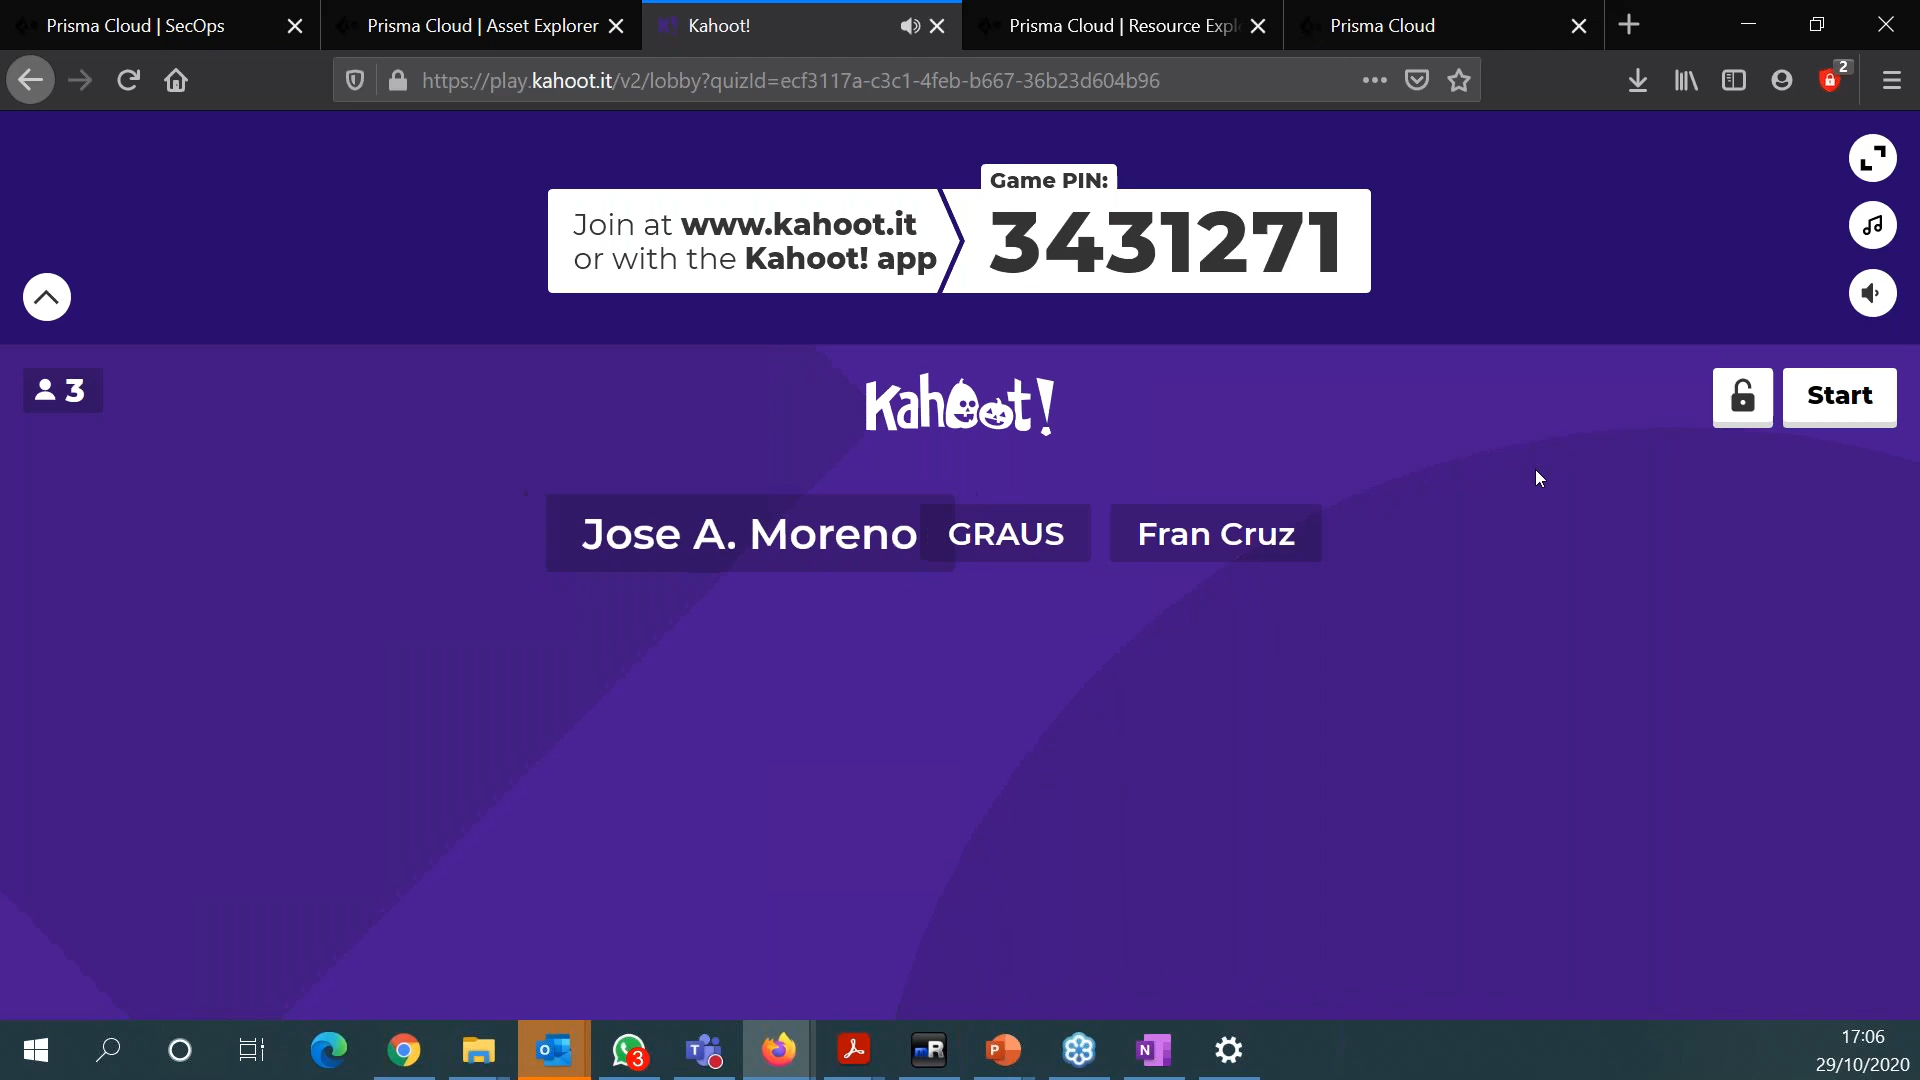 Prisma Cloud | SecOps
Prisma Cloud | Asset Explorer
Kahoot!
Prisma Cloud | Resource Expl
Prisma Cloud
https://play.kahoot.it/v2/lobby?quizId=ecf3117a-c3c1-4feb-b667-36b23d604b96
2
Game PIN:
Join at www.kahoot.it
or with the Kahoot! app
3431271
3
Kahoot!
Start
Jose A. Moreno
GRAUS
Fran Cruz
3
17:06
29/10/2020